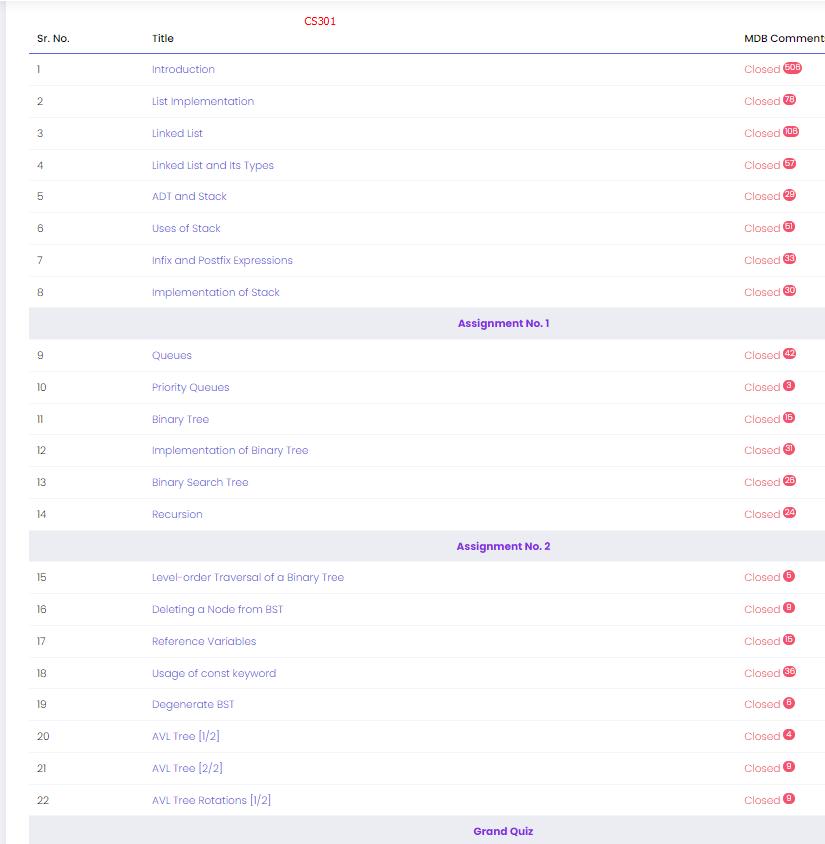 CS301
Sr. No. Title MDB Comments
1 Introduction Closed 506
2 List Implementation Closed 78
3 Linked List Closed 108
4 Linked List and Its Types Closed 57
5 ADT and Stack Closed 29
6 Uses of Stack Closed 51
7 Infix and Postfix Expressions Closed 33
8 Implementation of Stack Closed 30
Assignment No. 1
9 Queues Closed 42
10 Priority Queues Closed 3
11 Binary Tree Closed 15
12 Implementation of Binary Tree Closed 31
13 Binary Search Tree Closed 26
14 Recursion Closed 24
Assignment No. 2
15 Level-order Traversal of a Binary Tree Closed 5
16 Deleting a Node from BST Closed 9
17 Reference Variables Closed 15
18 Usage of const keyword Closed 36
19 Degenerate BST Closed 6
20 AVL Tree [1/2] Closed 4
21 AVL Tree [2/2] Closed 9
22 AVL Tree Rotations [1/2] Closed 9
Grand Quiz